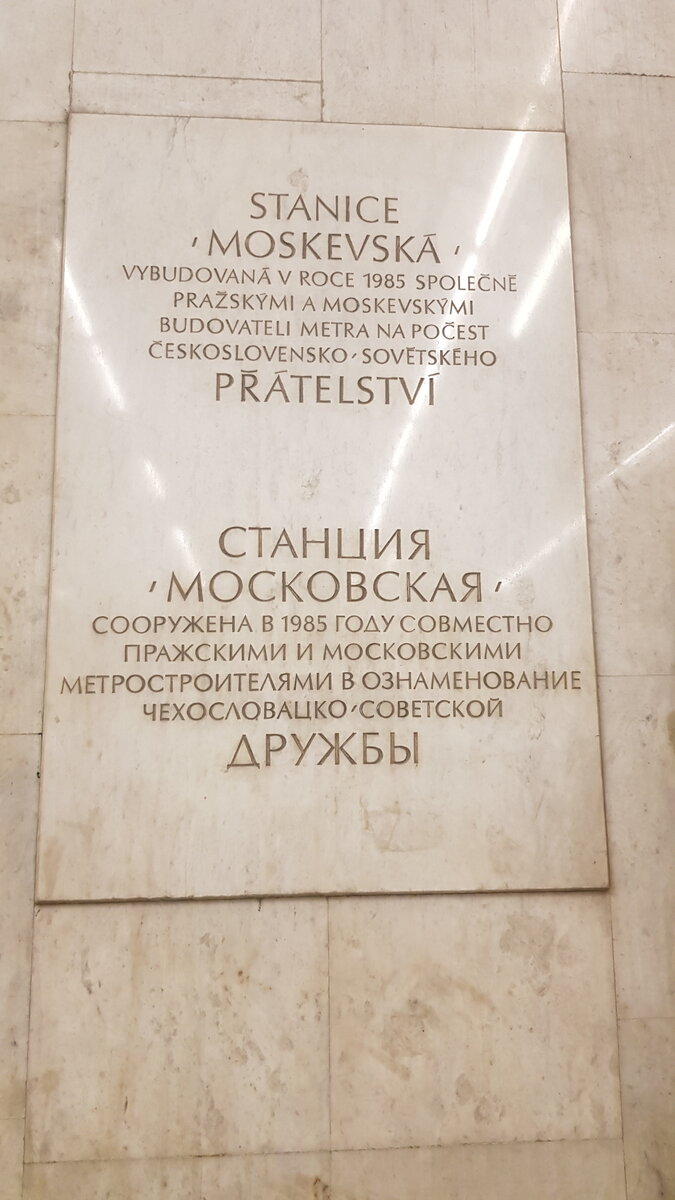 STANICE
'MOSKEVSKÁ'
VYBUDOVANÁ V ROCE 1985 SPOLEČNĚ
PRAŽSKÝMI A MOSKEVSKÝMI
BUDOVATELI METRA NA POČEST
ČESKOSLOVENSKO-SOVĚTSKÉHO
PŘÁTELSTVÍ
СТАНЦИЯ
'МОСКОВСКАЯ'
СООРУЖЕНА В 1985 ГОДУ СОВМЕСТНО
ПРАЖСКИМИ И МОСКОВСКИМИ
МЕТРОСТРОИТЕЛЯМИ В ОЗНАМЕНОВАНИЕ
ЧЕХОСЛОВАЦКО-СОВЕТСКОЙ
ДРУЖБЫ